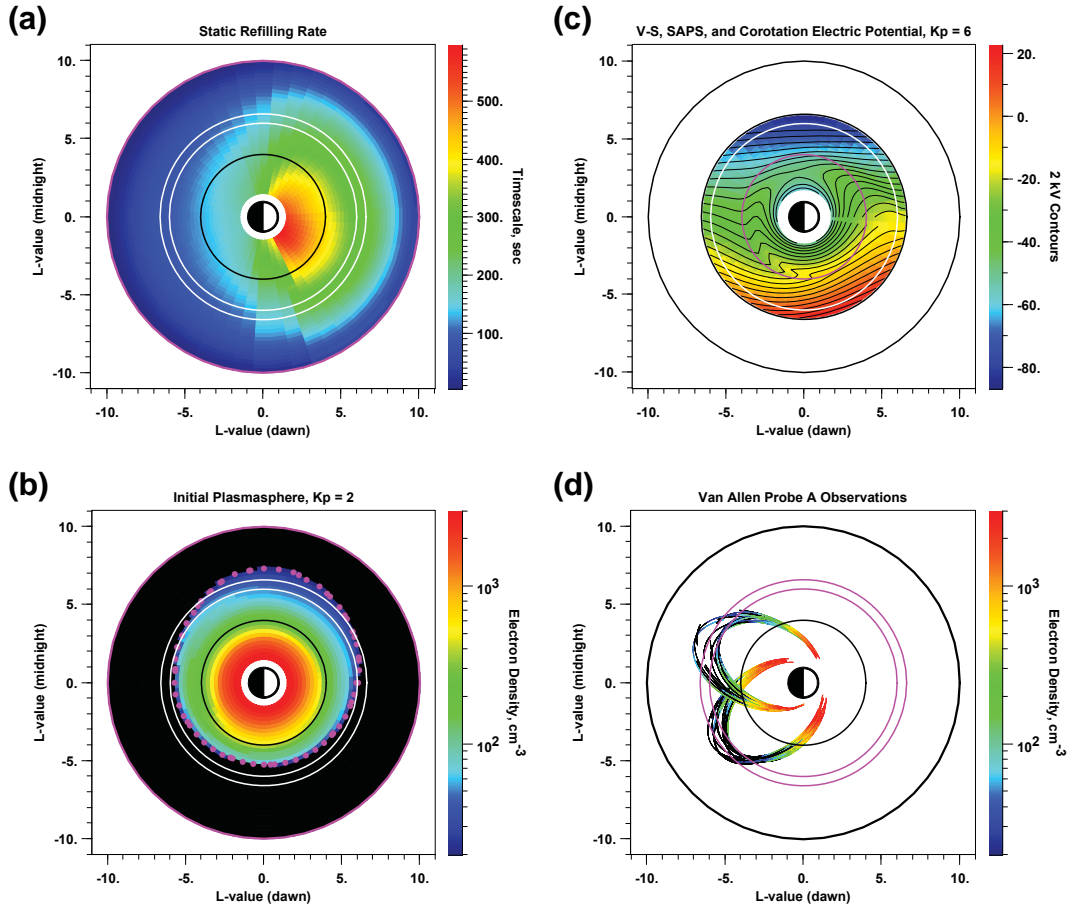 (a)
Static Refilling Rate
10.
5.
0.
-5.
-10.
L-value (midnight)
-10.
-5.
0.
5.
10.
L-value (dawn)
500.
400.
300.
200.
100.
Timescale, sec
(c)
V-S, SAPS, and Corotation Electric Potential, Kp = 6
10.
5.
0.
-5.
-10.
L-value (midnight)
-10.
-5.
0.
5.
10.
L-value (dawn)
20.
0.
-20.
-40.
-60.
-80.
2 kV Contours
(b)
Initial Plasmasphere, Kp = 2
10.
5.
0.
-5.
-10.
L-value (midnight)
-10.
-5.
0.
5.
10.
L-value (dawn)
10³
10²
Electron Density, cm⁻³
(d)
Van Allen Probe A Observations
10.
5.
0.
-5.
-10.
L-value (midnight)
-10.
-5.
0.
5.
10.
L-value (dawn)
10³
10²
Electron Density, cm⁻³